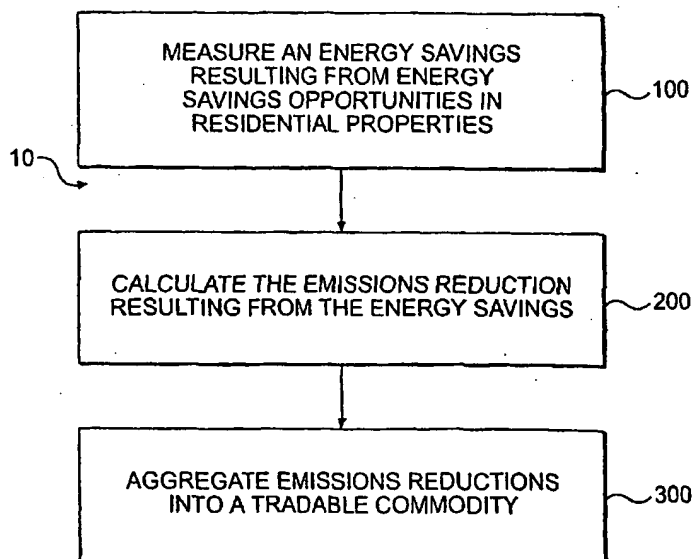 MEASURE AN ENERGY SAVINGS
RESULTING FROM ENERGY
SAVINGS OPPORTUNITIES IN
RESIDENTIAL PROPERTIES
100
10
CALCULATE THE EMISSIONS REDUCTION
RESULTING FROM THE ENERGY SAVINGS
200
AGGREGATE EMISSIONS REDUCTIONS
INTO A TRADABLE COMMODITY
300